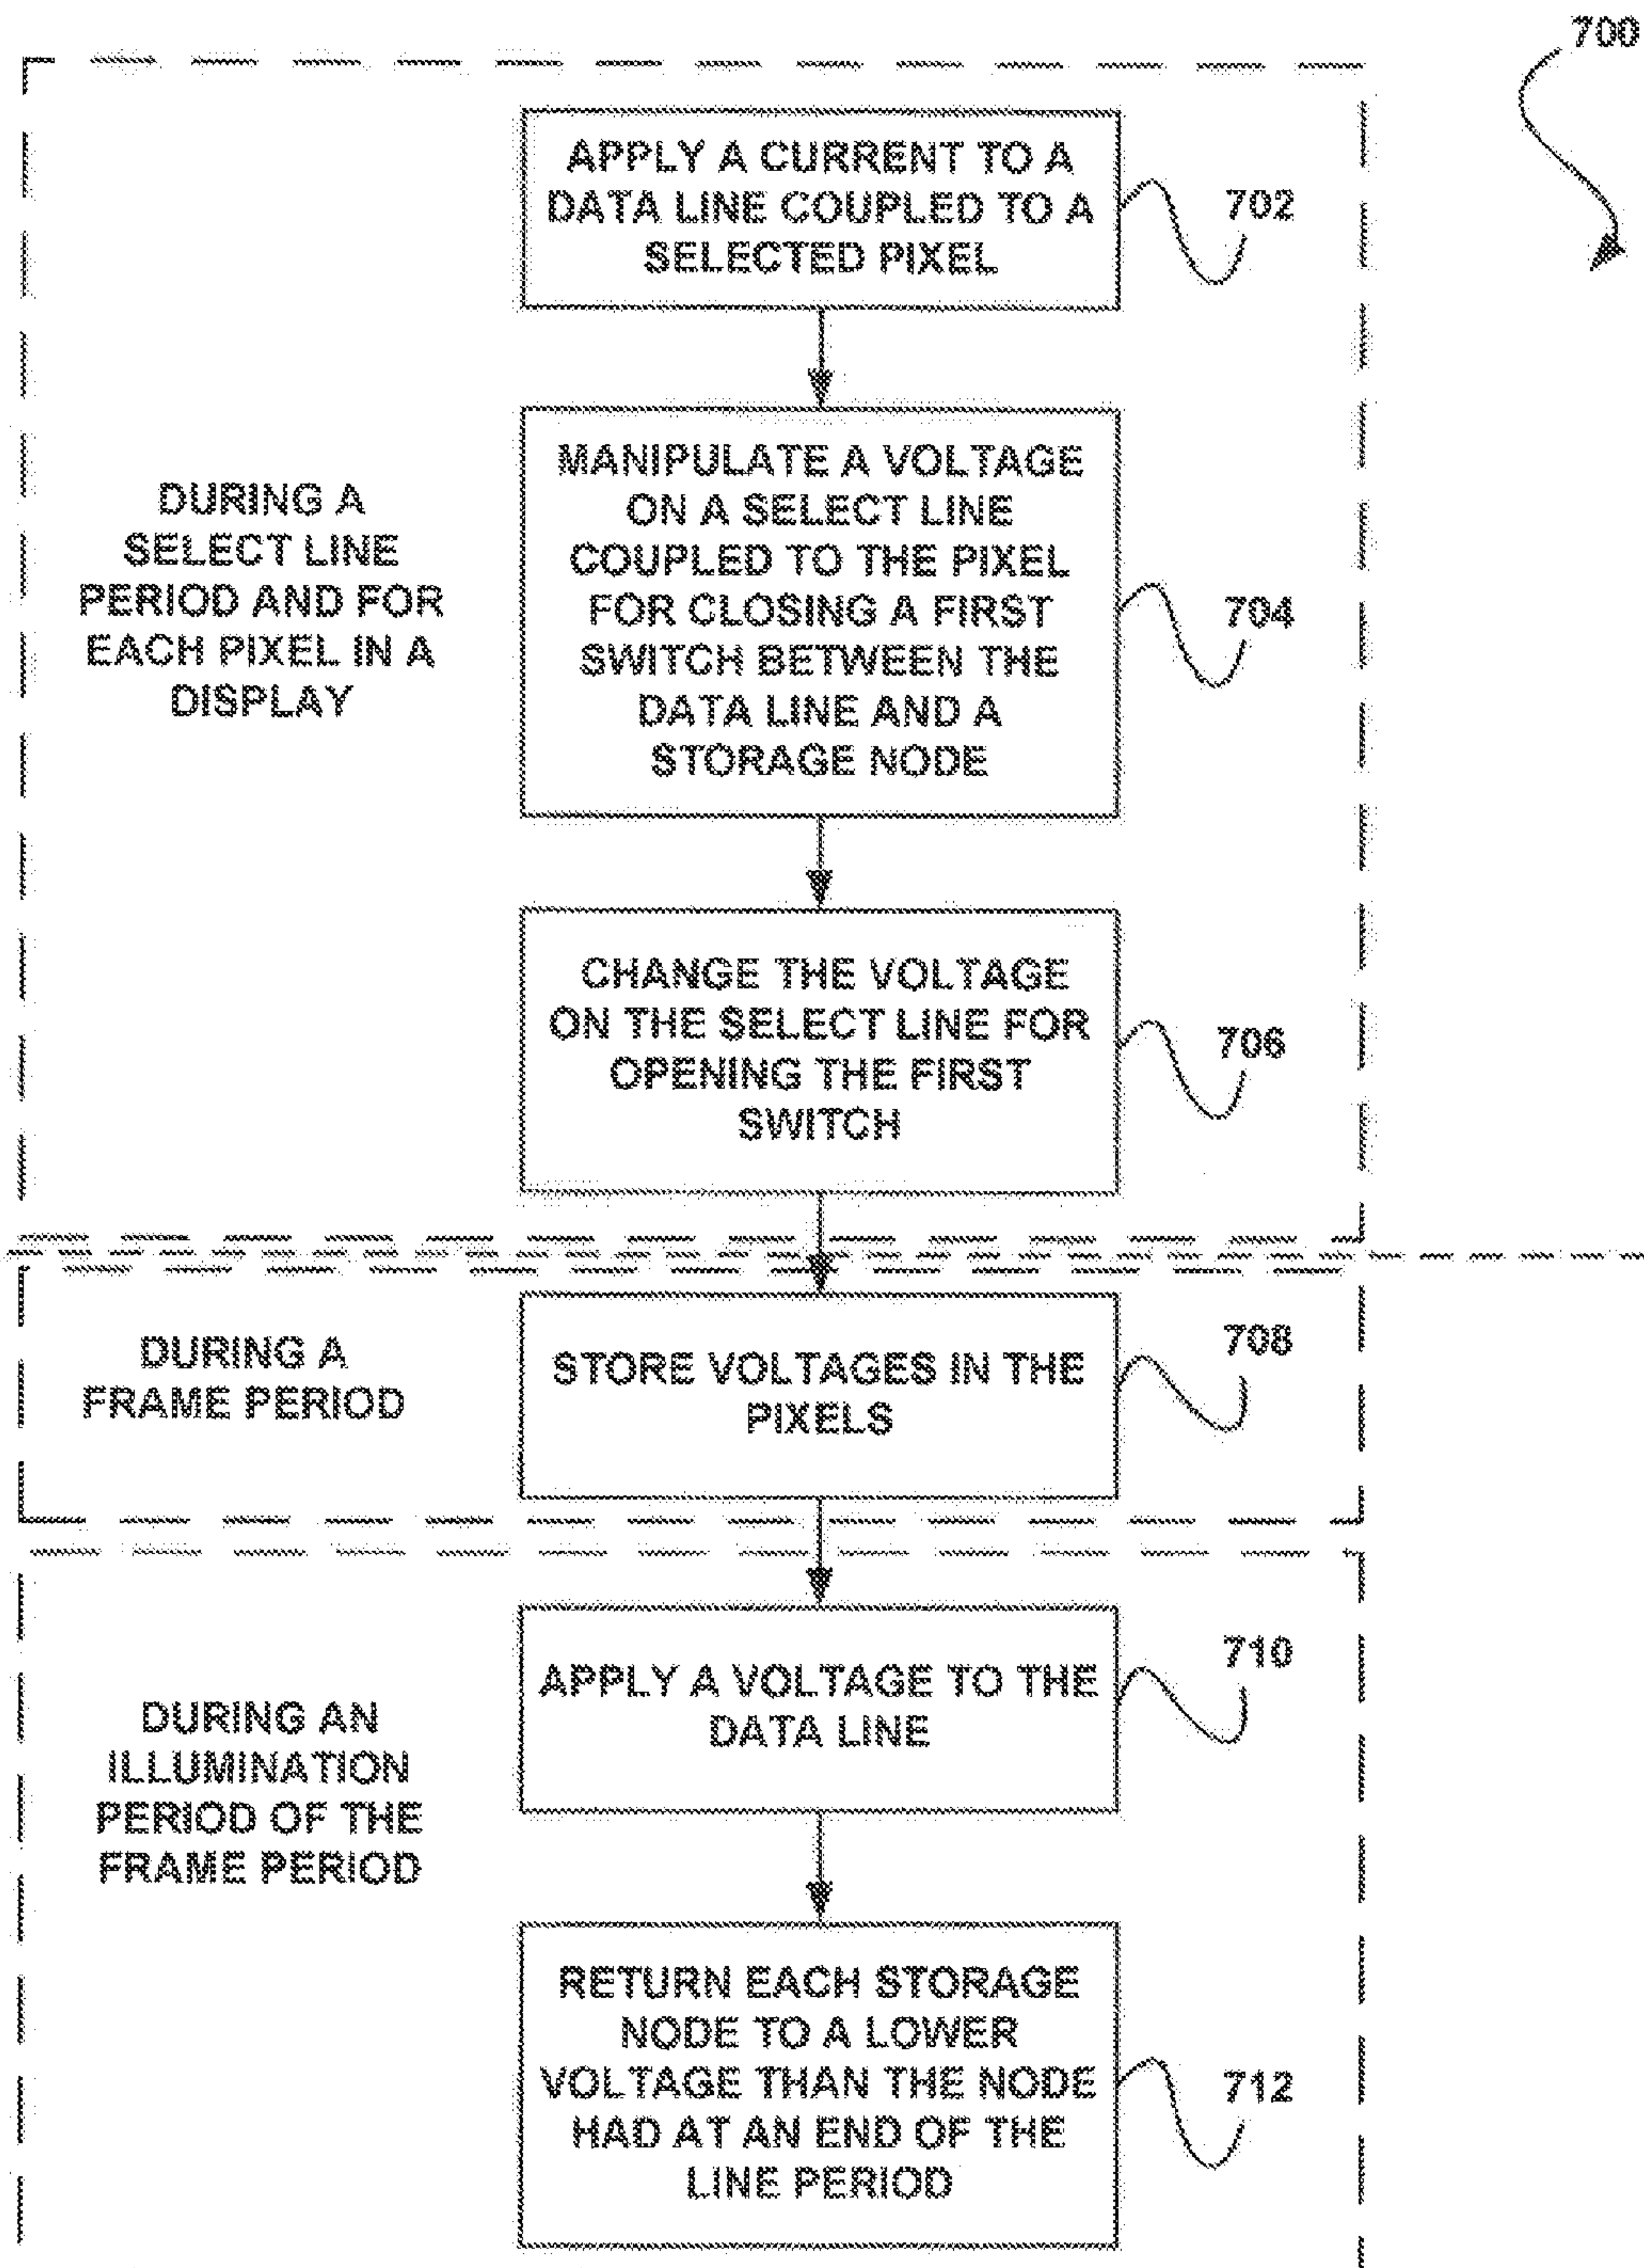 700
APPLY A CURRENT TO A
DATA LINE COUPLED TO A
SELECTED PIXEL
702
DURING A
SELECT LINE
PERIOD AND FOR
EACH PIXEL IN A
DISPLAY
MANIPULATE A VOLTAGE
ON A SELECT LINE
COUPLED TO THE PIXEL
FOR CLOSING A FIRST
SWITCH BETWEEN THE
DATA LINE AND A
STORAGE NODE
704
CHANGE THE VOLTAGE
ON THE SELECT LINE FOR
OPENING THE FIRST
SWITCH
706
DURING A
FRAME PERIOD
STORE VOLTAGES IN THE
PIXELS
708
DURING AN
ILLUMINATION
PERIOD OF THE
FRAME PERIOD
APPLY A VOLTAGE TO THE
DATA LINE
710
RETURN EACH STORAGE
NODE TO A LOWER
VOLTAGE THAN THE NODE
HAD AT AN END OF THE
LINE PERIOD
712